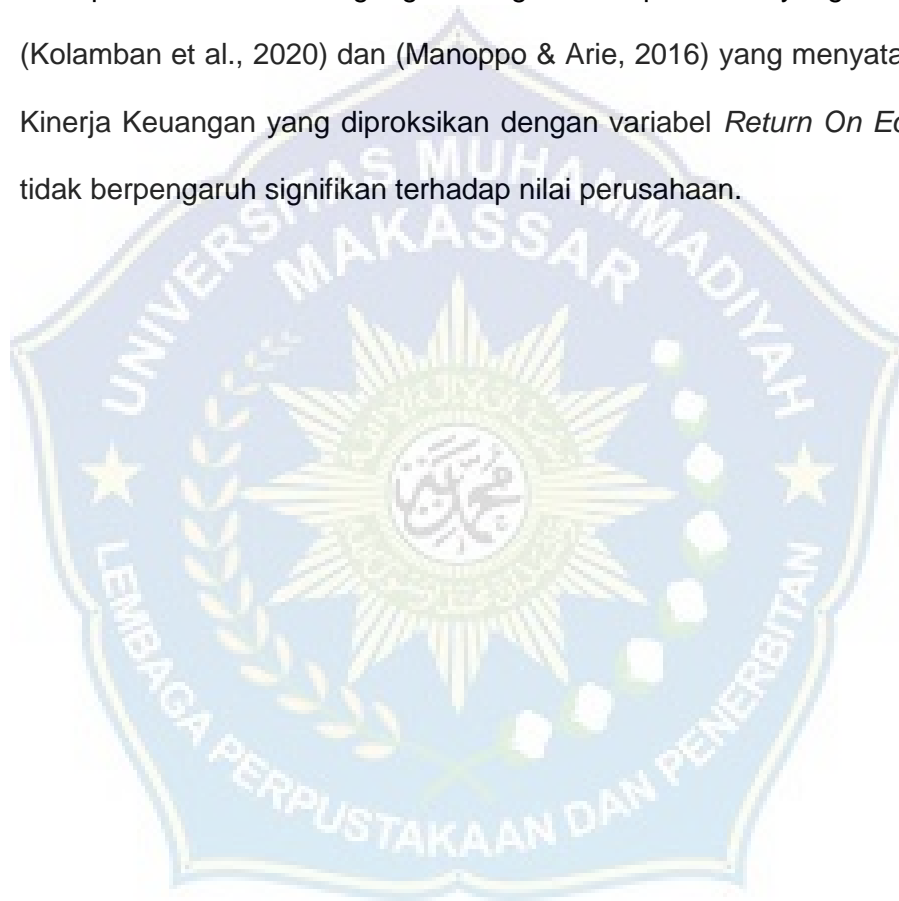 (Kolamban et al., 2020) dan (Manoppo & Arie, 2016) yang menyata
Kinerja Keuangan yang diproksikan dengan variabel Return On Ec
tidak berpengaruh signifikan terhadap nilai perusahaan.
UNIVERSITAS MUHAMMADIYAH
MAKASSAR
LEMBAGA PERPUSTAKAAN DAN PENERBITAN